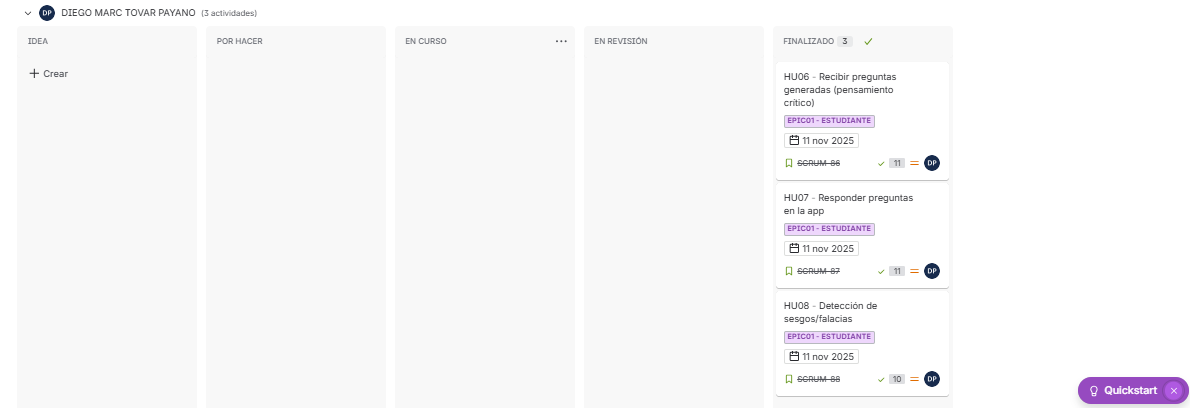 DP DIEGO MARC TOVAR PAYANO (3 actividades)
IDEA
POR HACER
EN CURSO
EN REVISIÓN
FINALIZADO 3
Crear
HU06 - Recibir preguntas
generadas (pensamiento
crítico)
EPIC01 - ESTUDIANTE
11 nov 2025
SCRUM-86 11 DP
HU07 - Responder preguntas
en la app
EPIC01 - ESTUDIANTE
11 nov 2025
SCRUM-87 11 DP
HU08 - Detección de
sesgos/falacias
EPIC01 - ESTUDIANTE
11 nov 2025
SCRUM-88 10 DP
Quickstart